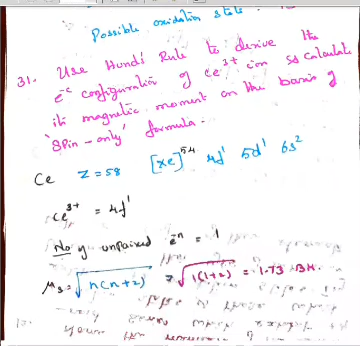 Possible oxidation state.
31. Use Hund's Rule to derive the
e⁻c configuration of Ce³⁺ ion so calculate
its magnetic moment on the basis of
'Spin-only' formula.
Ce Z=58 [Xe] 4f¹ 5d¹ 6s²
Ce³⁺ = 4f¹
No of unpaired e⁻n = 1
μs = √n(n+2) = √1(1+2) = 1.73 BM.